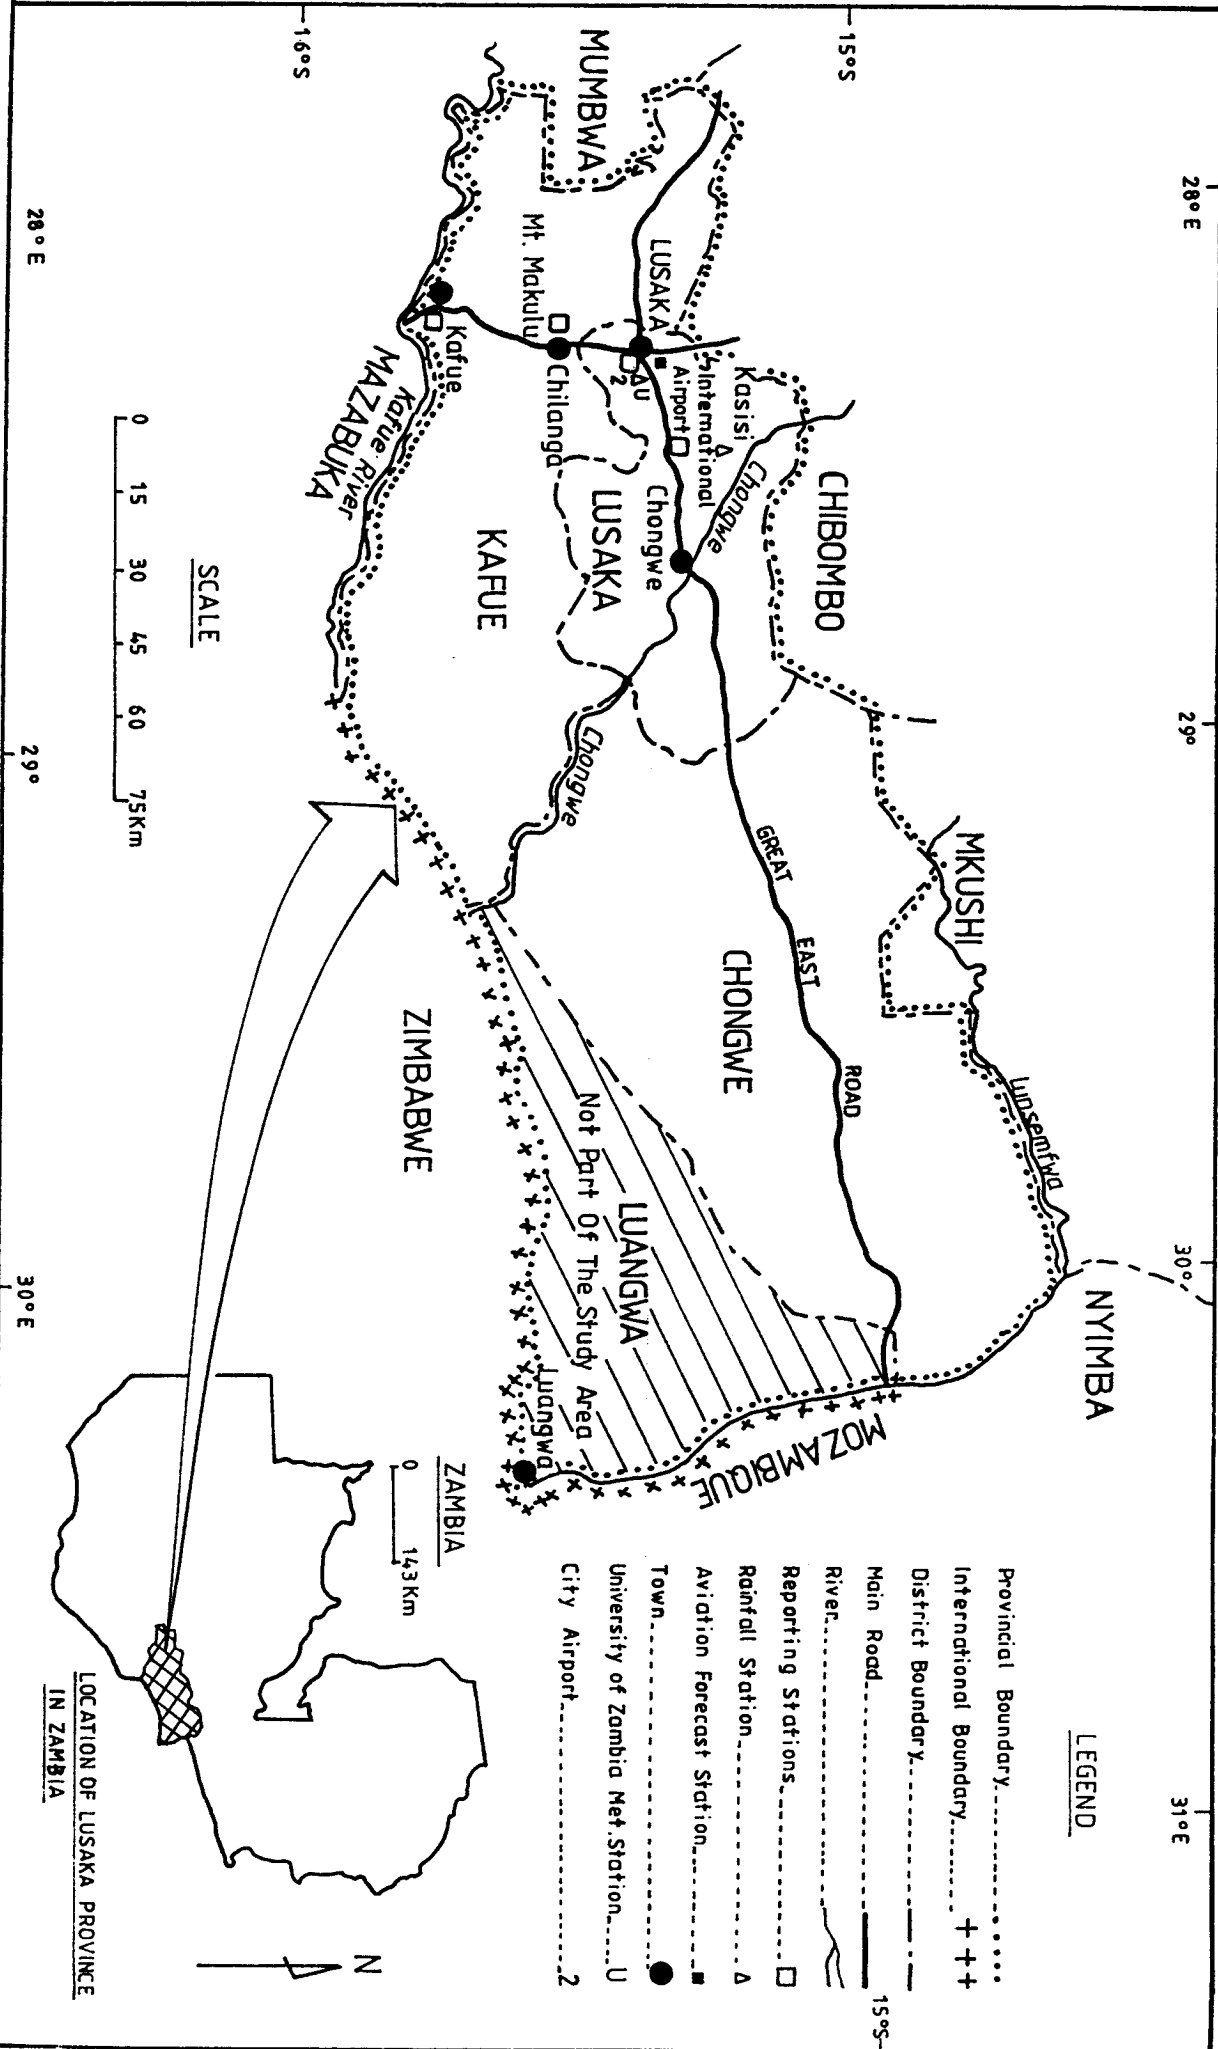 28°E
29°
30°
31°E
15°S
16°S
15°S
MUMBWA
LUSAKA
Mt. Makulu
Kafue
Chilanga
U
2
International
Airport
Kasisi
Chongwe
Chongwe
CHIBOMBO
LUSAKA
KAFUE
Kafue River
MAZABUKA
Chongwe
MKUSHI
GREAT
EAST
ROAD
CHONGWE
Lunsemfwa
NYIMBA
ZIMBABWE
LUANGWA
Not Part Of The Study Area
Luangwa
MOZAMBIQUE
0 15 30 45 60 75Km
SCALE
28°E
29°
30°E
LEGEND
Provincial Boundary
International Boundary
District Boundary
Main Road
River
Reporting Stations
Rainfall Station
Aviation Forecast Station
Town
University of Zambia Met. Station U
City Airport 2
ZAMBIA
0 143 Km
N
LOCATION OF LUSAKA PROVINCE
IN ZAMBIA